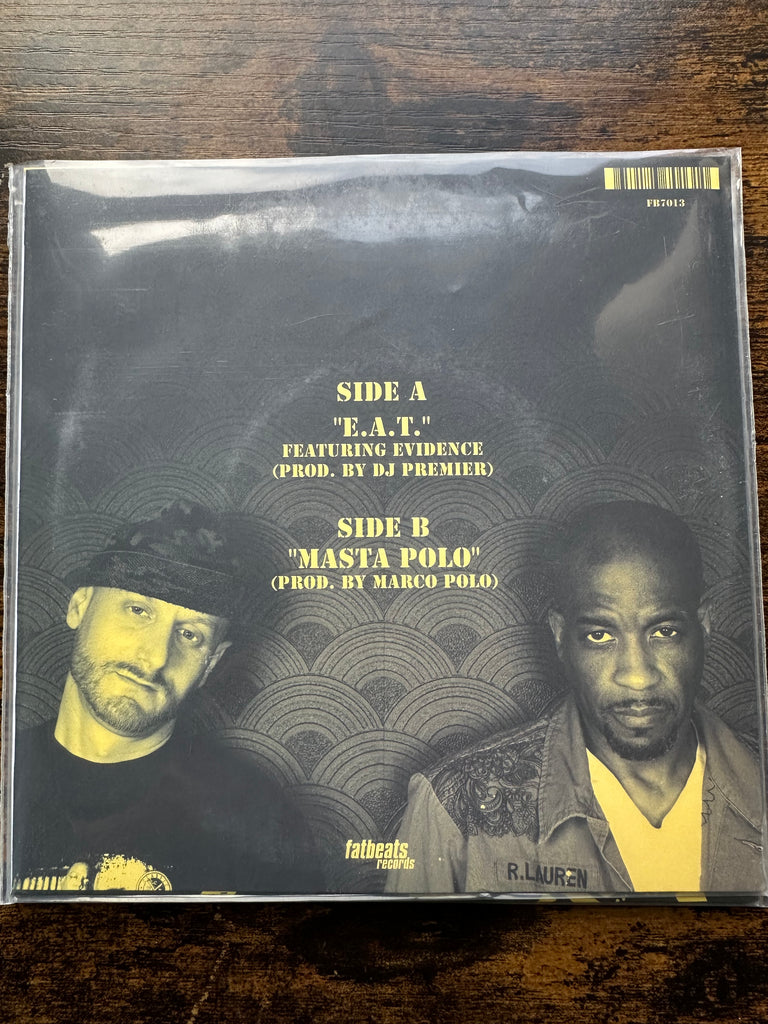 FB7013
SIDE A
"E.A.T."
FEATURING EVIDENCE
(PROD. BY DJ PREMIER)
SIDE B
"MASTA POLO"
(PROD. BY MARCO POLO)
fatbeats
records
R.LAUREN